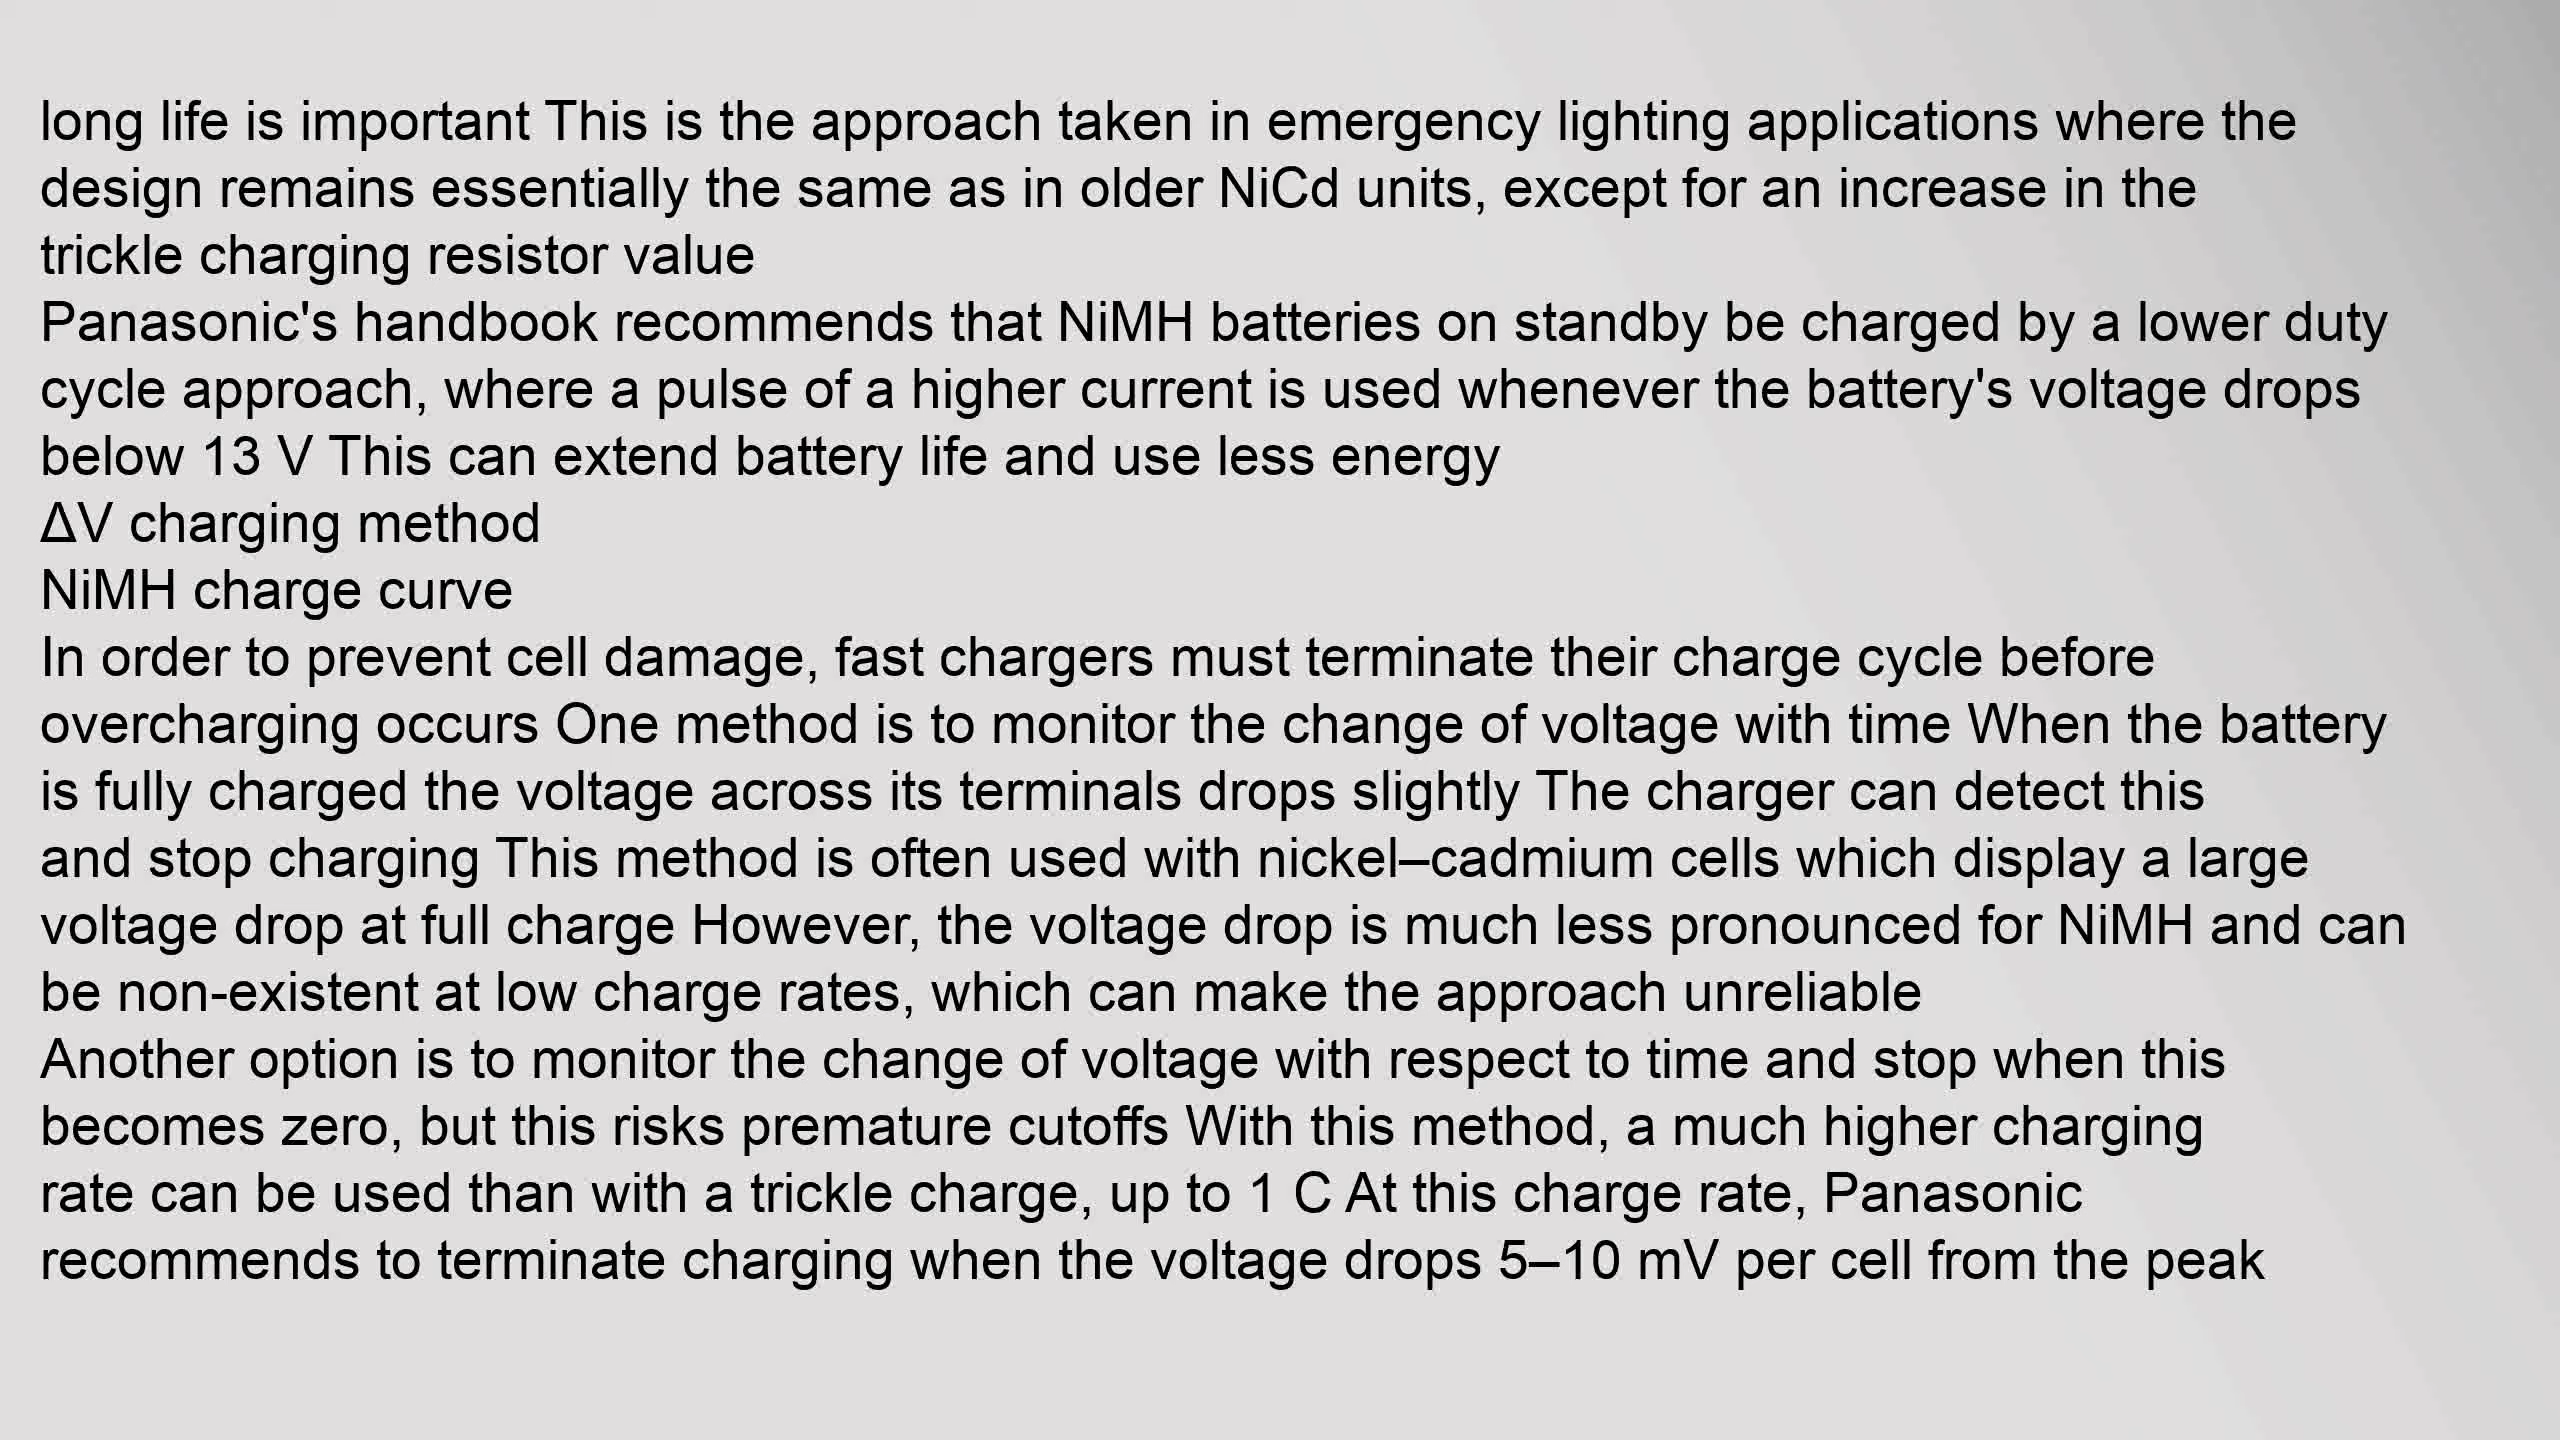 long life is important This is the approach taken in emergency lighting applications where the
design remains essentially the same as in older NiCd units, except for an increase in the
trickle charging resistor value
Panasonic's handbook recommends that NiMH batteries on standby be charged by a lower duty
cycle approach, where a pulse of a higher current is used whenever the battery's voltage drops
below 13 V This can extend battery life and use less energy
ΔV charging method
NiMH charge curve
In order to prevent cell damage, fast chargers must terminate their charge cycle before
overcharging occurs One method is to monitor the change of voltage with time When the battery
is fully charged the voltage across its terminals drops slightly The charger can detect this
and stop charging This method is often used with nickel–cadmium cells which display a large
voltage drop at full charge However, the voltage drop is much less pronounced for NiMH and can
be non-existent at low charge rates, which can make the approach unreliable
Another option is to monitor the change of voltage with respect to time and stop when this
becomes zero, but this risks premature cutoffs With this method, a much higher charging
rate can be used than with a trickle charge, up to 1 C At this charge rate, Panasonic
recommends to terminate charging when the voltage drops 5–10 mV per cell from the peak